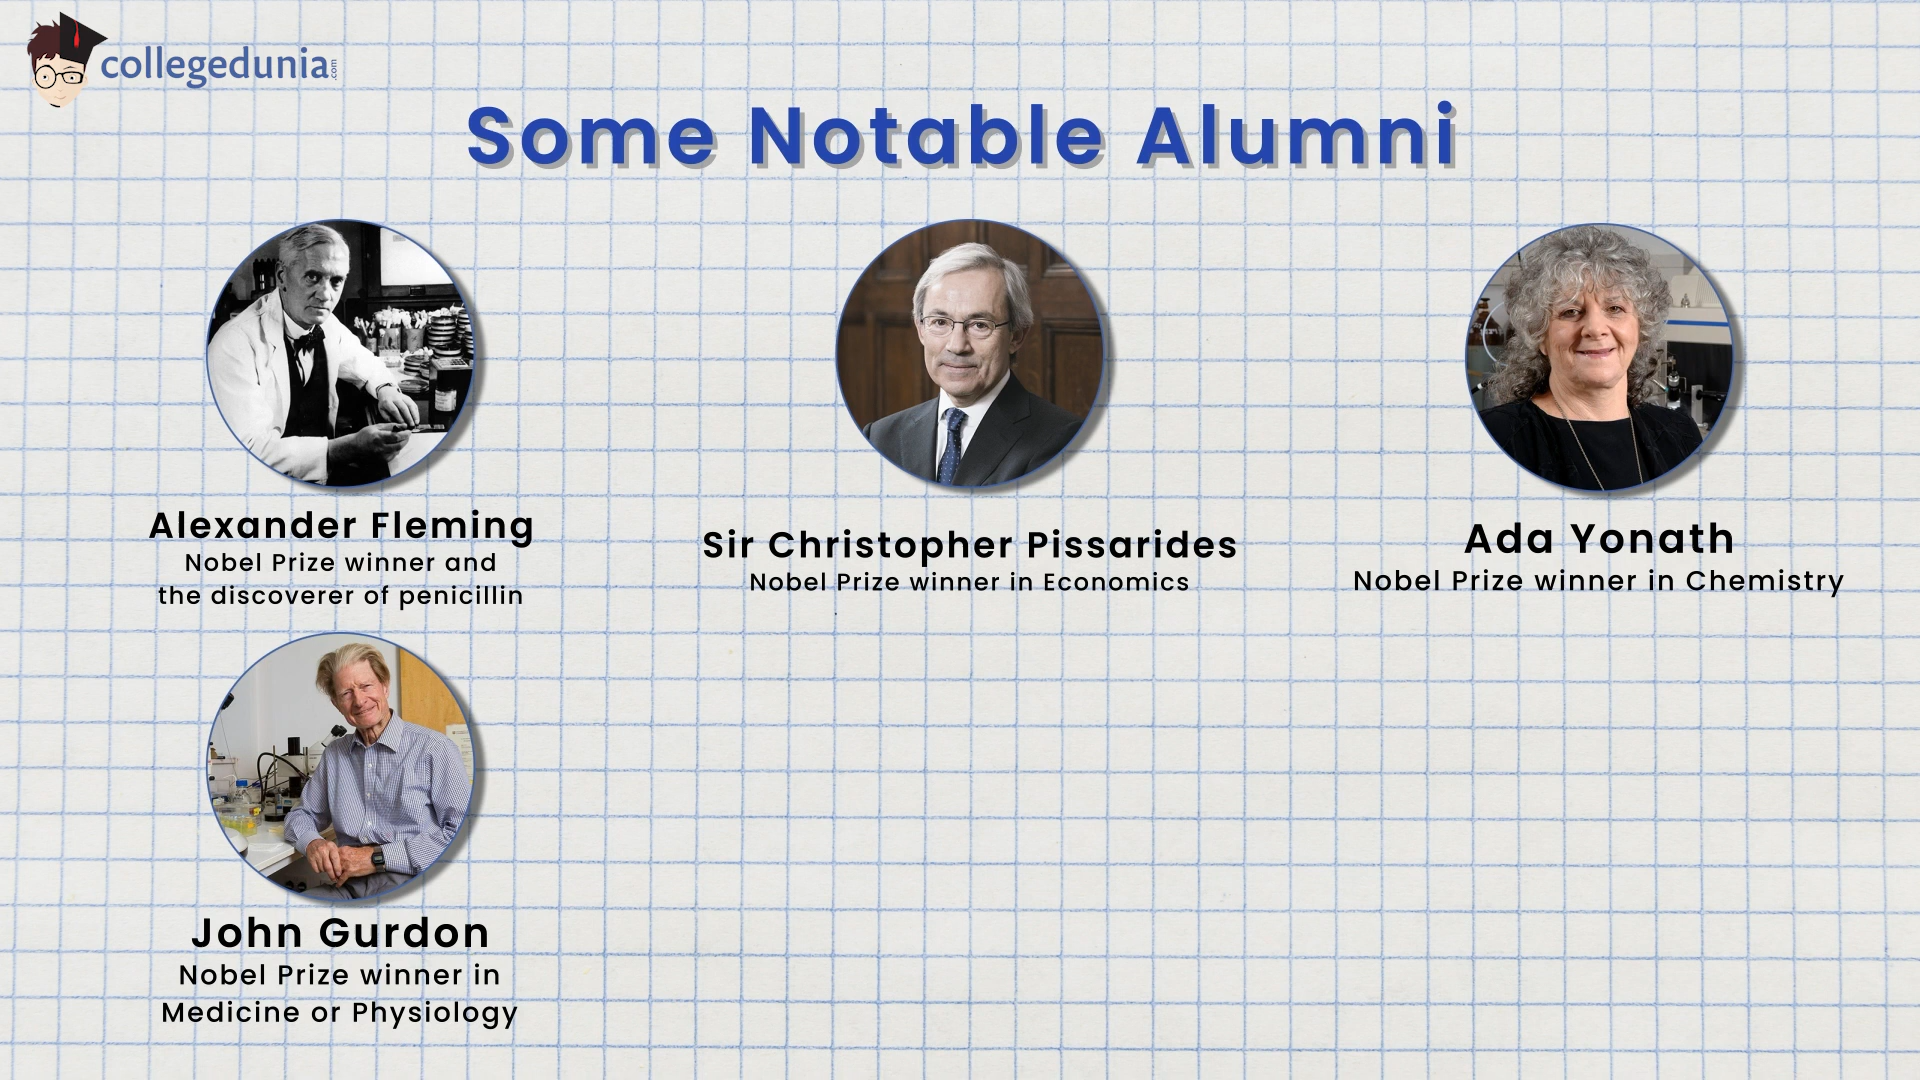 collegedunia.com
Some Notable Alumni
Alexander Fleming
Nobel Prize winner and
the discoverer of penicillin
Sir Christopher Pissarides
Nobel Prize winner in Economics
Ada Yonath
Nobel Prize winner in Chemistry
John Gurdon
Nobel Prize winner in
Medicine or Physiology